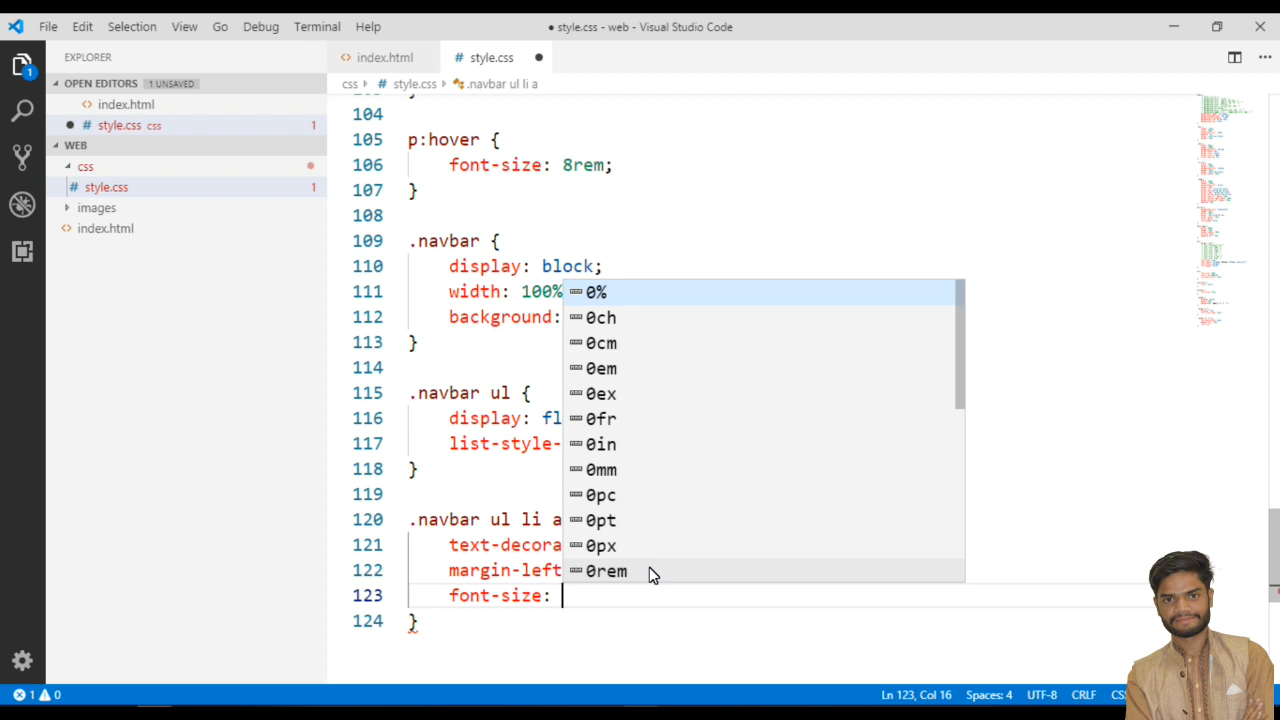 File Edit Selection View Go Debug Terminal Help
● style.css - web - Visual Studio Code
EXPLORER
index.html
# style.css
OPEN EDITORS 1 UNSAVED
index.html
# style.css css 1
WEB
css
# style.css 1
images
index.html
css # style.css .navbar ul li a
104
105 p:hover {
106 font-size: 8rem;
107 }
108
109 .navbar {
110 display: block;
111 width: 100%
112 background:
113 }
114
115 .navbar ul {
116 display: fl
117 list-style-
118 }
119
120 .navbar ul li a
121 text-decora
122 margin-left
123 font-size:
124 }
0%
0ch
0cm
0em
0ex
0fr
0in
0mm
0pc
0pt
0px
0rem
1
1 0
Ln 123, Col 16 Spaces: 4 UTF-8 CRLF CSS